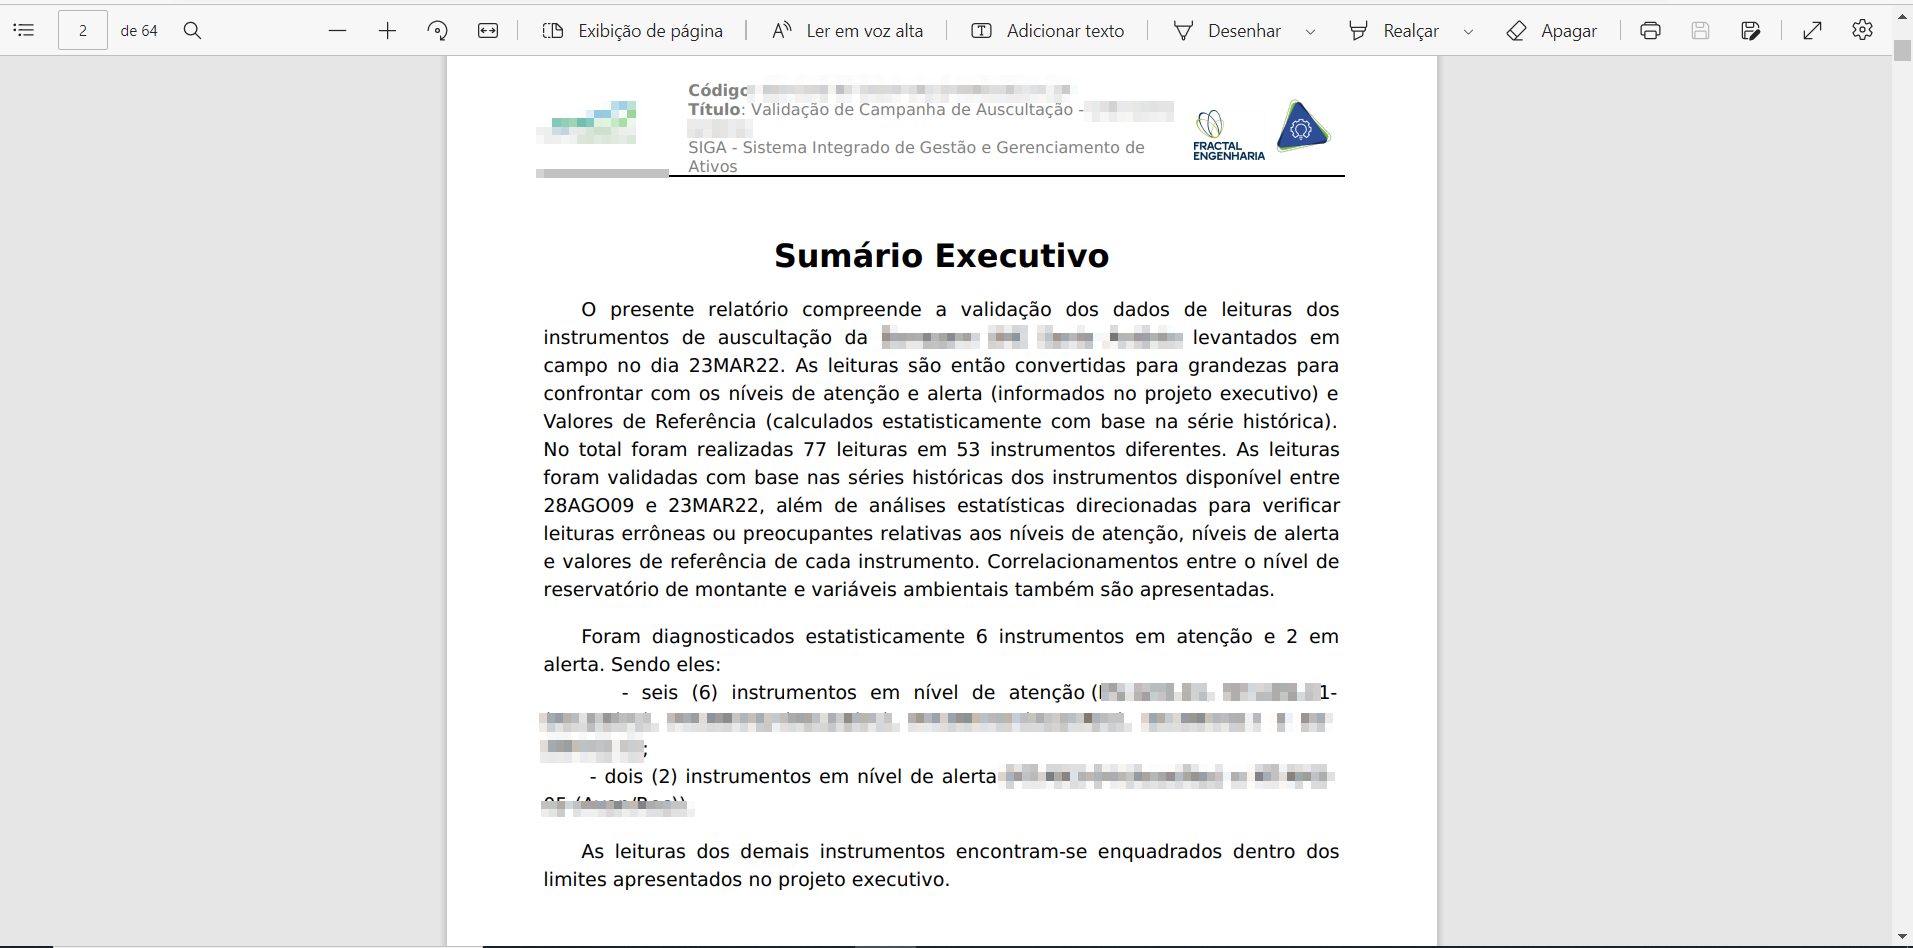 2 de 64 Exibição de página Ler em voz alta Adicionar texto Desenhar Realçar Apagar
Código
Título: Validação de Campanha de Auscultação -
SIGA - Sistema Integrado de Gestão e Gerenciamento de
Ativos
FRACTAL
ENGENHARIA
Sumário Executivo
O presente relatório compreende a validação dos dados de leituras dos
instrumentos de auscultação da levantados em
campo no dia 23MAR22. As leituras são então convertidas para grandezas para
confrontar com os níveis de atenção e alerta (informados no projeto executivo) e
Valores de Referência (calculados estatisticamente com base na série histórica).
No total foram realizadas 77 leituras em 53 instrumentos diferentes. As leituras
foram validadas com base nas séries históricas dos instrumentos disponível entre
28AGO09 e 23MAR22, além de análises estatísticas direcionadas para verificar
leituras errôneas ou preocupantes relativas aos níveis de atenção, níveis de alerta
e valores de referência de cada instrumento. Correlacionamentos entre o nível de
reservatório de montante e variáveis ambientais também são apresentadas.
Foram diagnosticados estatisticamente 6 instrumentos em atenção e 2 em
alerta. Sendo eles:
- seis (6) instrumentos em nível de atenção (
;
- dois (2) instrumentos em nível de alerta
As leituras dos demais instrumentos encontram-se enquadrados dentro dos
limites apresentados no projeto executivo.